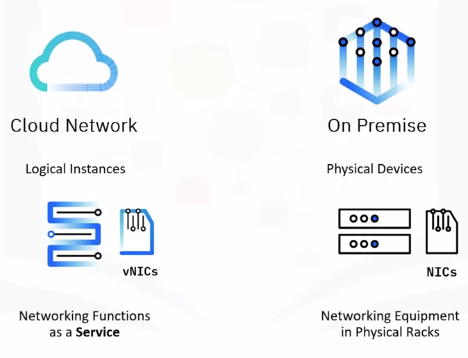 Cloud Network
On Premise
Logical Instances
Physical Devices
vNICs
NICs
Networking Functions
as a Service
Networking Equipment
in Physical Racks